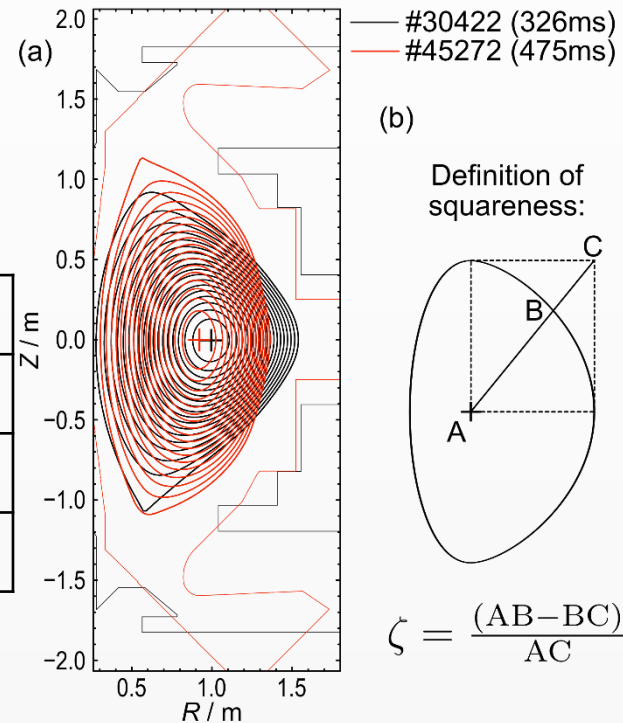 (a)
#30422 (326ms)
#45272 (475ms)
2.0
1.5
1.0
0.5
0.0
−0.5
−1.0
−1.5
−2.0
Z / m
0.5 1.0 1.5
R / m
(b)
Definition of
squareness:
C
B
A
ζ = (AB−BC)/AC